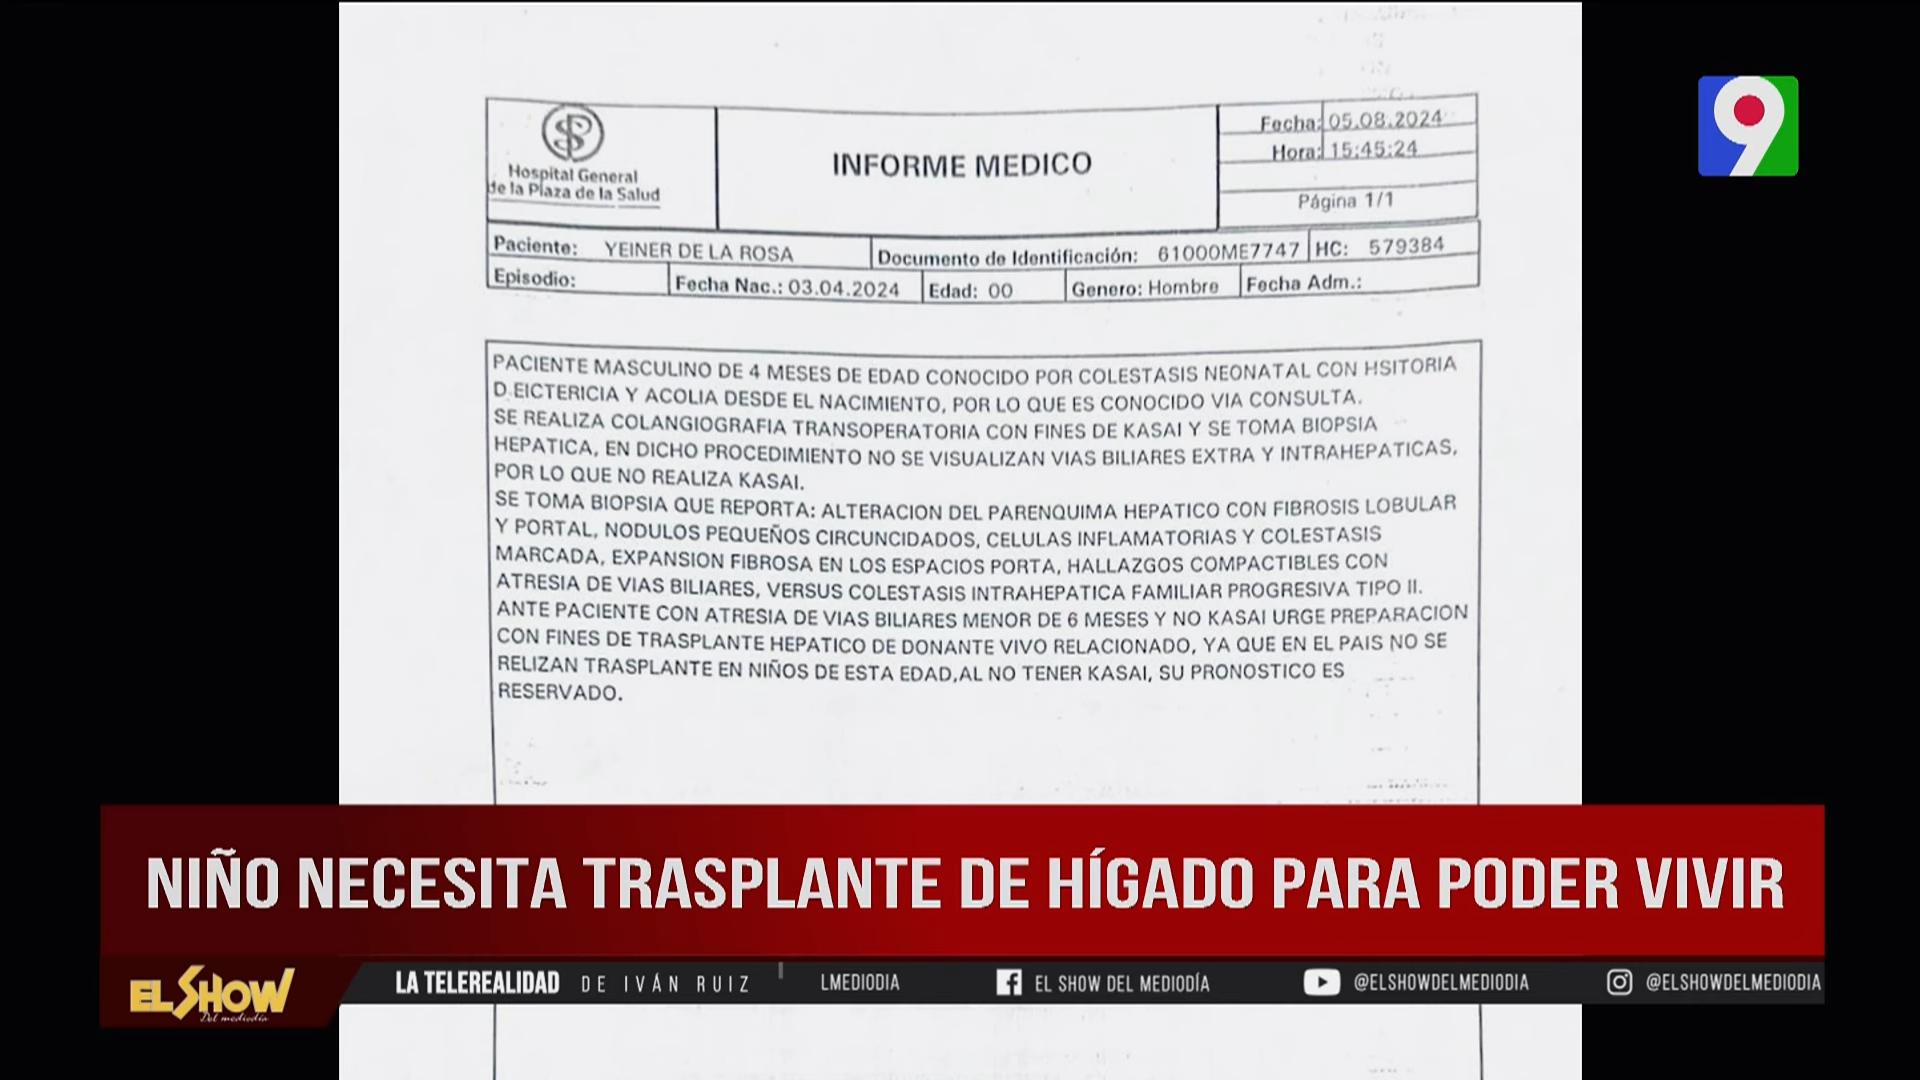 9
Hospital General
de la Plaza de la Salud
INFORME MEDICO
Fecha: 05.08.2024
Hora: 15:45:24
Página 1/1
Paciente: YEINER DE LA ROSA Documento de Identificación: 61000ME7747 HC: 579384
Episodio: Fecha Nac.: 03.04.2024 Edad: 00 Genero: Hombre Fecha Adm.:
PACIENTE MASCULINO DE 4 MESES DE EDAD CONOCIDO POR COLESTASIS NEONATAL CON HSITORIA
D EICTERICIA Y ACOLIA DESDE EL NACIMIENTO, POR LO QUE ES CONOCIDO VIA CONSULTA.
SE REALIZA COLANGIOGRAFIA TRANSOPERATORIA CON FINES DE KASAI Y SE TOMA BIOPSIA
HEPATICA, EN DICHO PROCEDIMIENTO NO SE VISUALIZAN VIAS BILIARES EXTRA Y INTRAHEPATICAS,
POR LO QUE NO REALIZA KASAI.
SE TOMA BIOPSIA QUE REPORTA: ALTERACION DEL PARENQUIMA HEPATICO CON FIBROSIS LOBULAR
Y PORTAL, NODULOS PEQUEÑOS CIRCUNCIDADOS, CELULAS INFLAMATORIAS Y COLESTASIS
MARCADA, EXPANSION FIBROSA EN LOS ESPACIOS PORTA, HALLAZGOS COMPACTIBLES CON
ATRESIA DE VIAS BILIARES, VERSUS COLESTASIS INTRAHEPATICA FAMILIAR PROGRESIVA TIPO II.
ANTE PACIENTE CON ATRESIA DE VIAS BILIARES MENOR DE 6 MESES Y NO KASAI URGE PREPARACION
CON FINES DE TRASPLANTE HEPATICO DE DONANTE VIVO RELACIONADO, YA QUE EN EL PAIS NO SE
RELIZAN TRASPLANTE EN NIÑOS DE ESTA EDAD,AL NO TENER KASAI, SU PRONOSTICO ES
RESERVADO.
NIÑO NECESITA TRASPLANTE DE HÍGADO PARA PODER VIVIR
EL SHOW
Del mediodía
LA TELEREALIDAD DE IVÁN RUIZ LMEDIODIA EL SHOW DEL MEDIODÍA @ELSHOWDELMEDIODIA @ELSHOWDELMEDIODIA